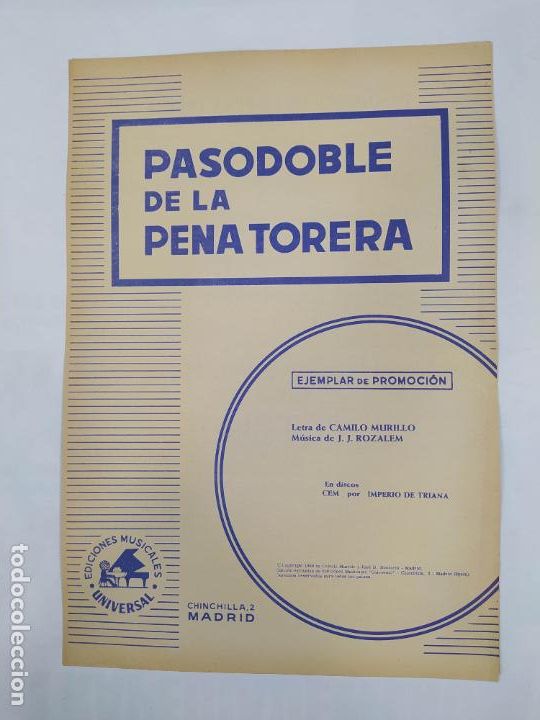 PASODOBLE
DE LA
PENA TORERA
EJEMPLAR DE PROMOCIÓN
Letra de CAMILO MURILLO
Música de J. J. ROZALEM
En discos
CEM por IMPERIO DE TRIANA
EDICIONES MUSICALES
UNIVERSAL
CHINCHILLA, 2
MADRID
todocoleccion